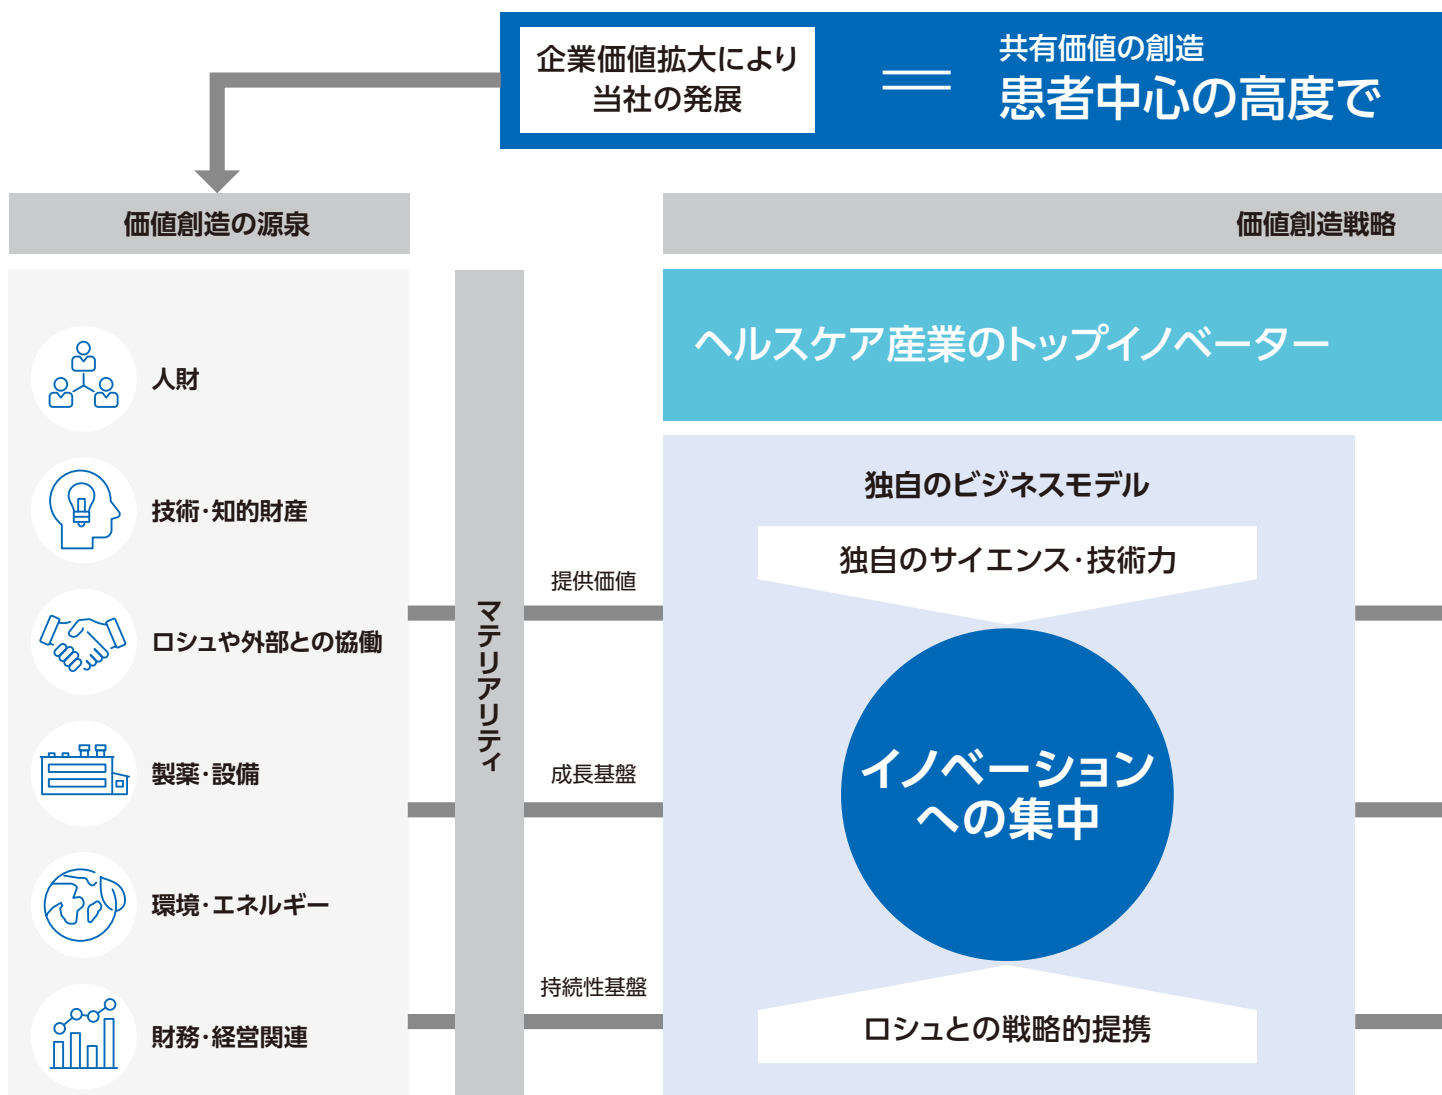 企業価値拡大により
当社の発展
共有価値の創造
患者中心の高度で
価値創造の源泉
人財
技術・知的財産
ロシュや外部との協働
製薬・設備
環境・エネルギー
財務・経営関連
マテリアリティ
提供価値
成長基盤
持続性基盤
価値創造戦略
ヘルスケア産業のトップイノベーター
独自のビジネスモデル
独自のサイエンス・技術力
イノベーション
への集中
ロシュとの戦略的提携